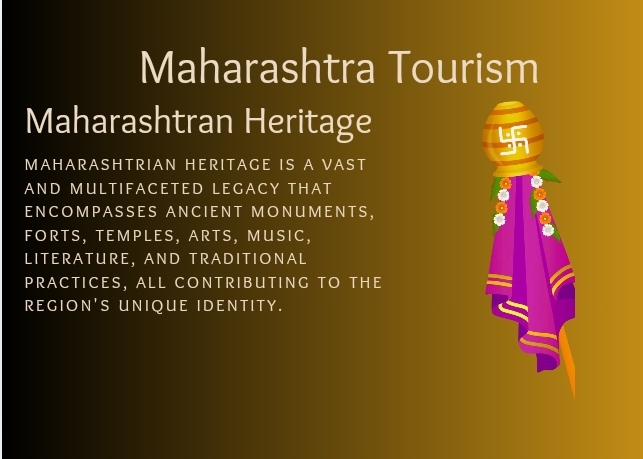 Maharashtra Tourism
Maharashtran Heritage
MAHARASHTRIAN HERITAGE IS A VAST
AND MULTIFACETED LEGACY THAT
ENCOMPASSES ANCIENT MONUMENTS,
FORTS, TEMPLES, ARTS, MUSIC,
LITERATURE, AND TRADITIONAL
PRACTICES, ALL CONTRIBUTING TO THE
REGION'S UNIQUE IDENTITY.